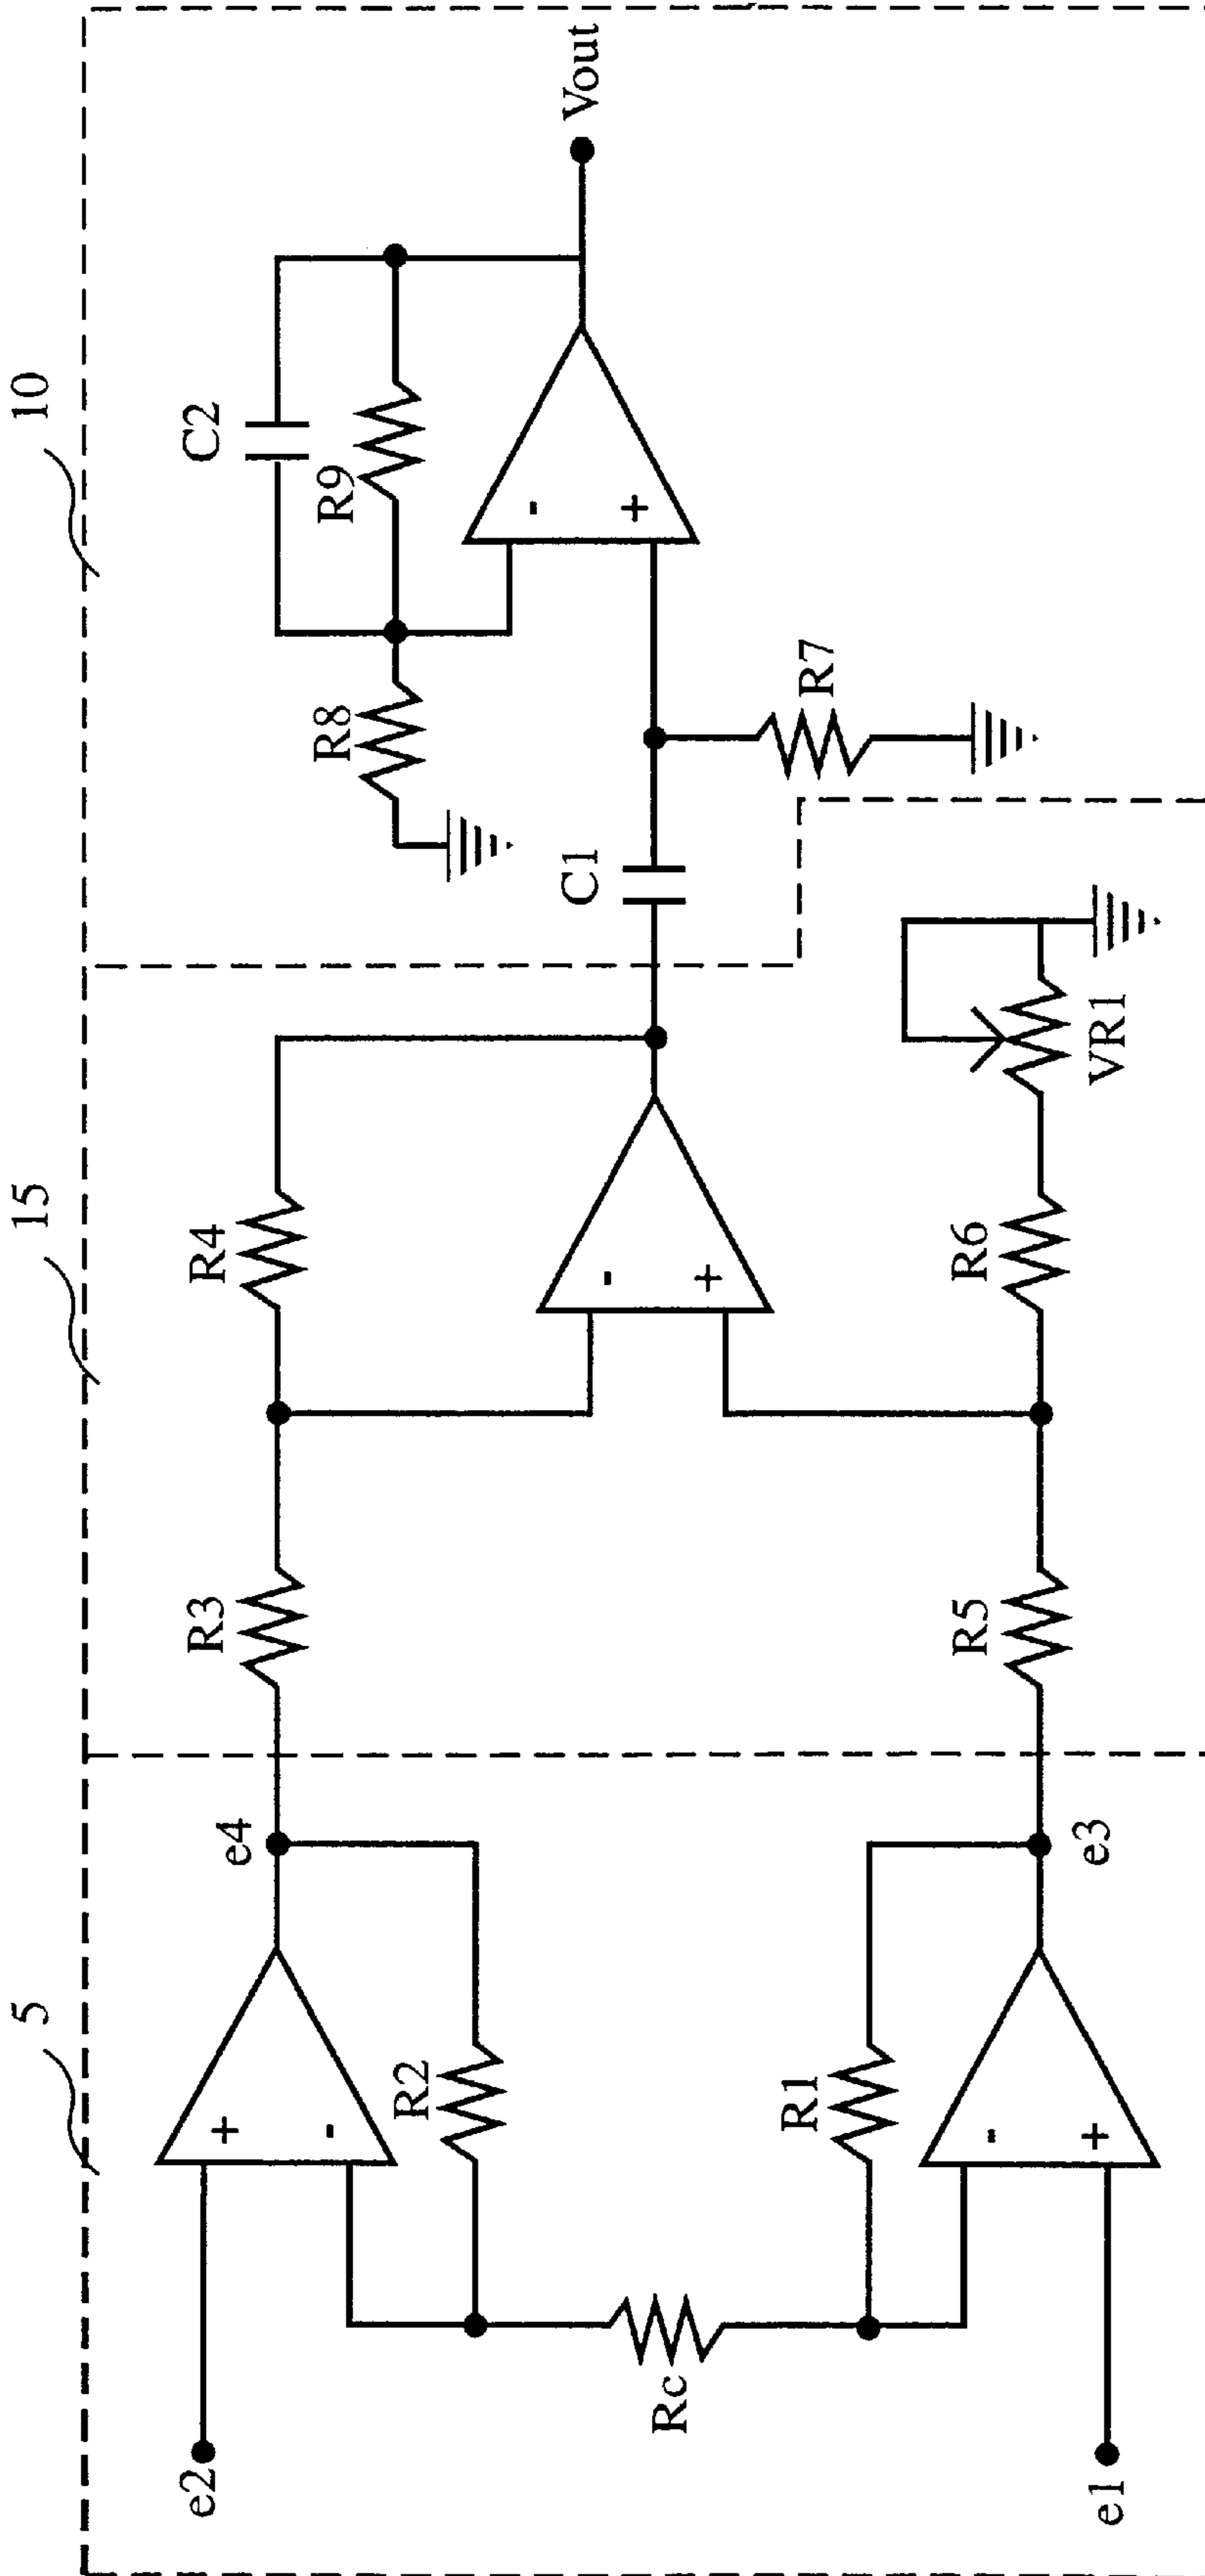 5
15
10
e2
e1
Rc
R2
R1
e4
e3
+
-
-
+
R3
R5
R4
R6
VR1
-
+
C1
R7
R8
R9
C2
-
+
Vout